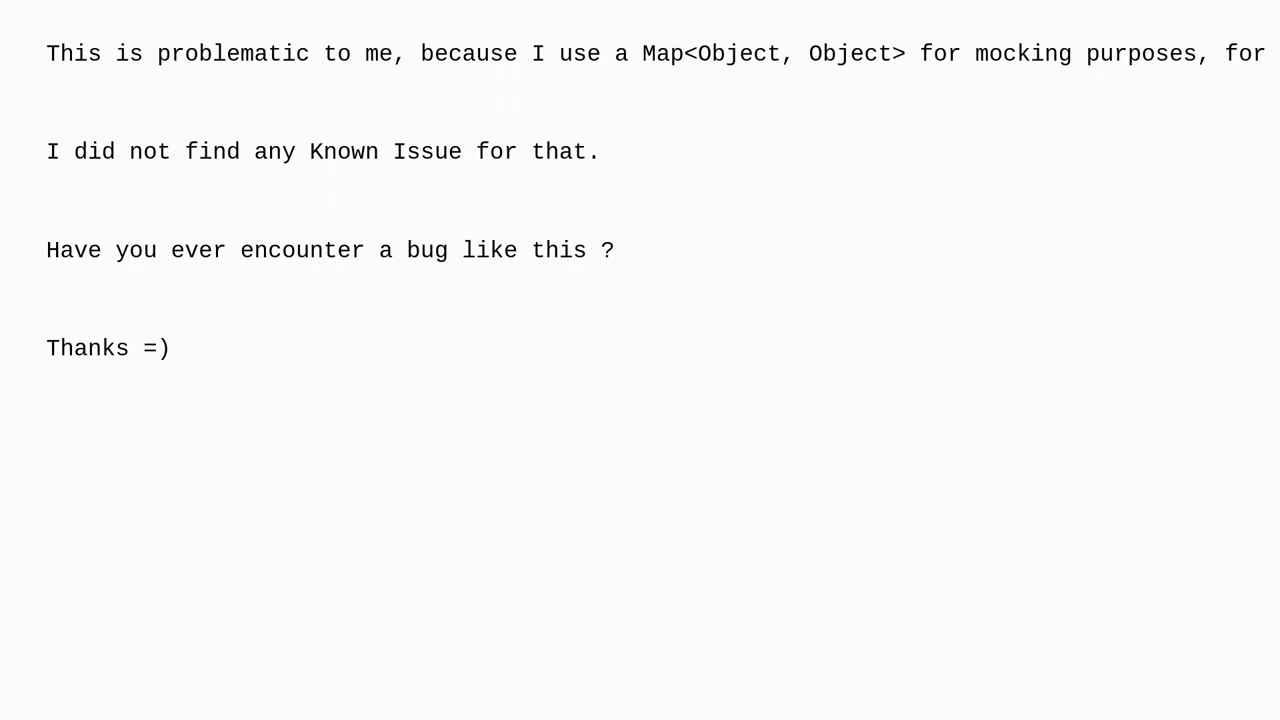 This is problematic to me, because I use a Map<Object, Object> for mocking purposes, for
I did not find any Known Issue for that.
Have you ever encounter a bug like this ?
Thanks =)